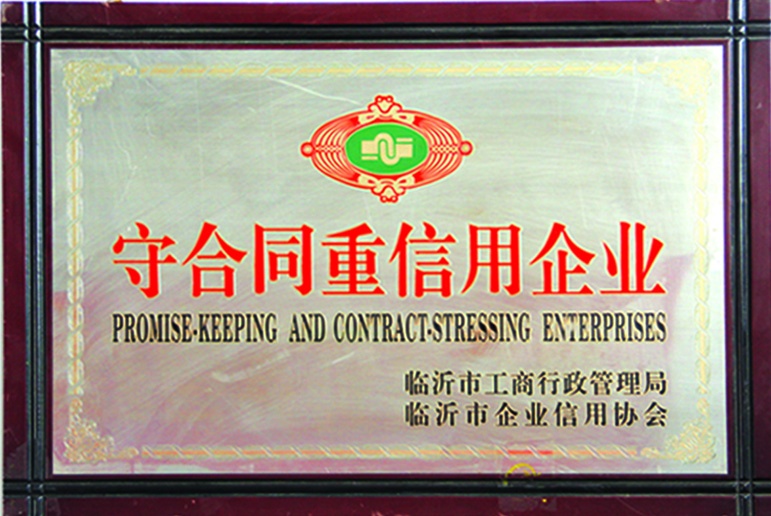 守合同重信用企业
PROMISE-KEEPING AND CONTRACT-STRESSING ENTERPRISES
临沂市工商行政管理局
临沂市企业信用协会